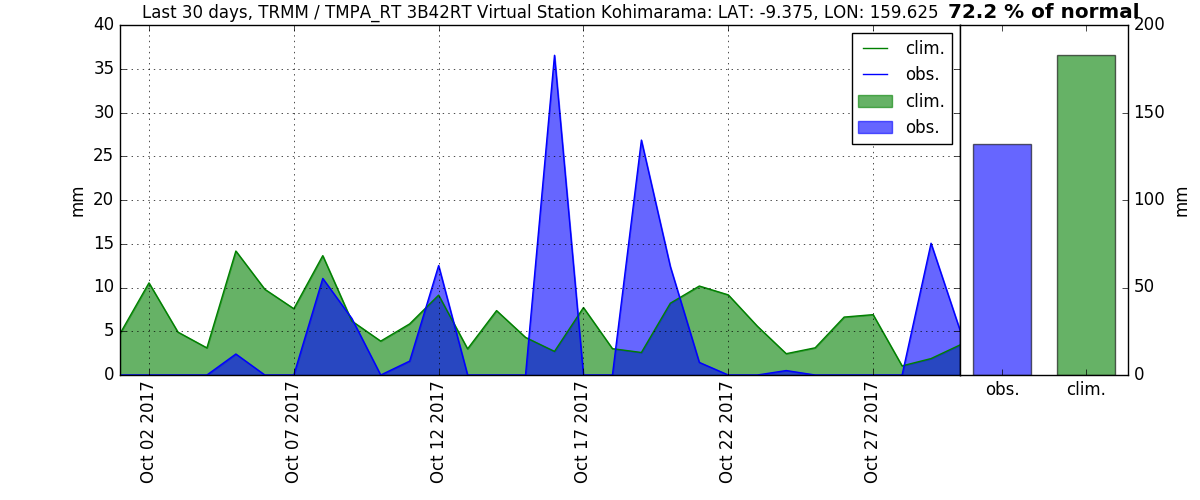 Last 30 days, TRMM / TMPA_RT 3B42RT Virtual Station Kohimarama: LAT: -9.375, LON: 159.625 72.2 % of normal
40
35
30
25
20
15
10
5
0
mm
clim.
obs.
clim.
obs.
Oct 02 2017
Oct 07 2017
Oct 12 2017
Oct 17 2017
Oct 22 2017
Oct 27 2017
200
150
100
50
0
mm
obs. clim.